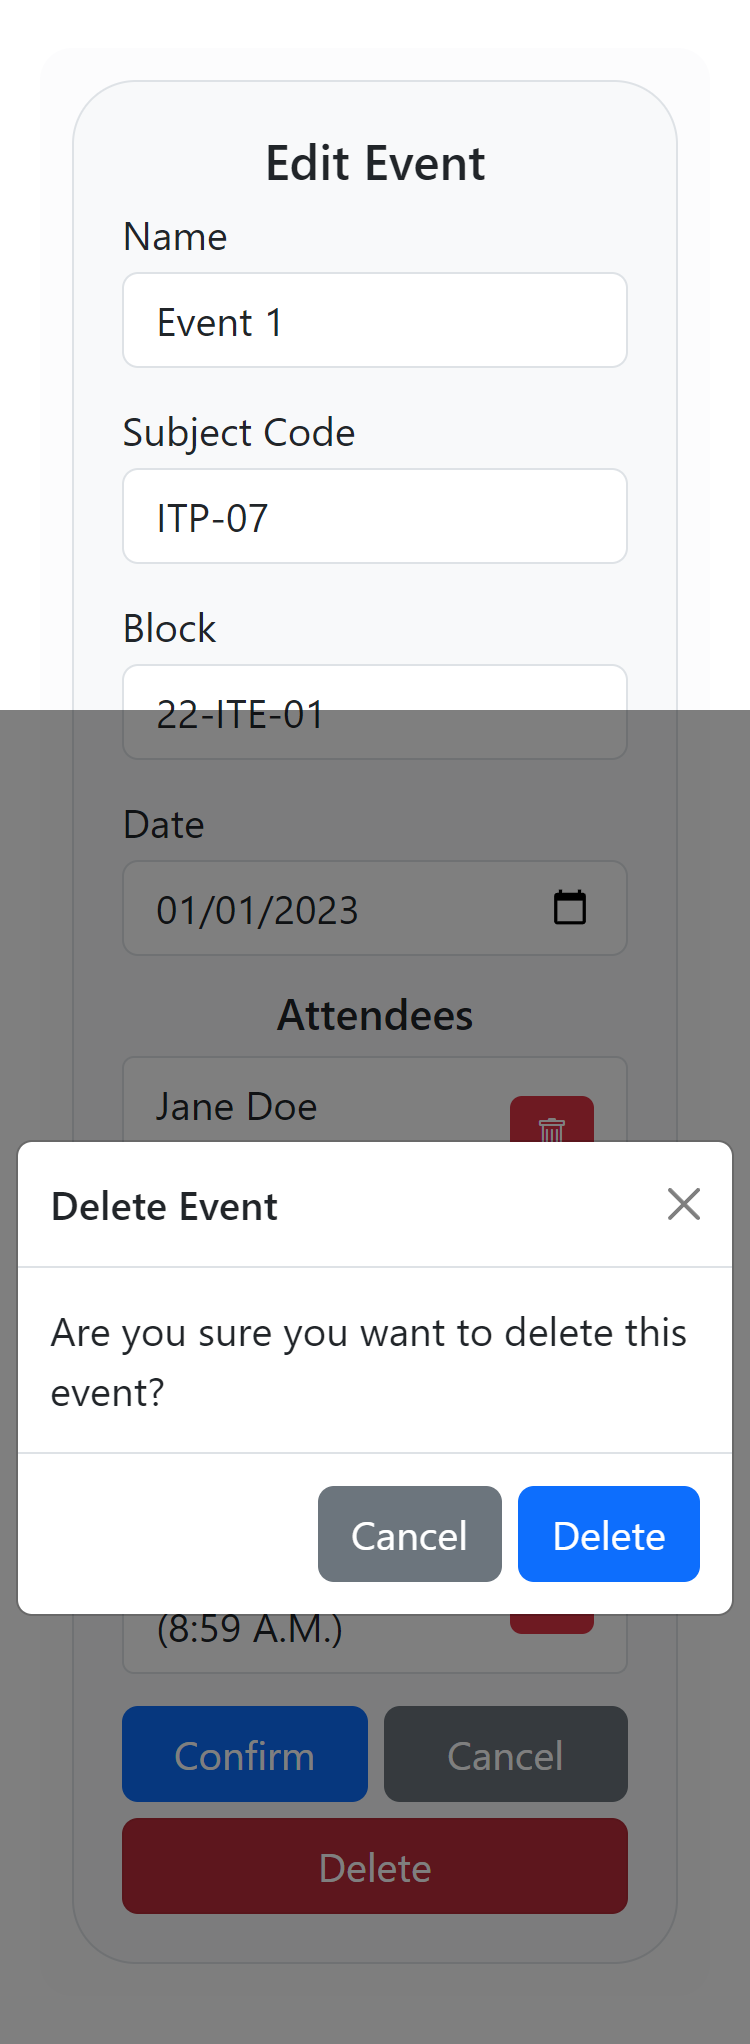 Edit Event
Name
Event 1
Subject Code
ITP-07
Block
22-ITE-01
Date
01/01/2023
Attendees
Jane Doe
Delete Event
Are you sure you want to delete this
event?
Cancel Delete
(8:59 A.M.)
Confirm Cancel
Delete